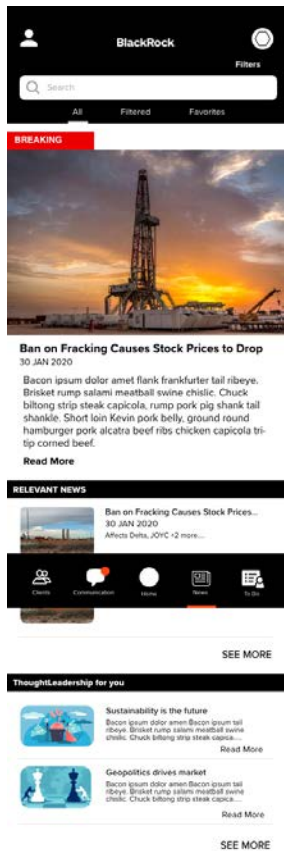 BlackRock
Filters
Search
All Filtered Favorites
BREAKING
Ban on Fracking Causes Stock Prices to Drop
30 JAN 2020
Bacon ipsum dolor amet flank frankfurter tail ribeye.
Brisket rump salami meatball swine chislic. Chuck
biltong strip steak capicola, rump pork pig shank tail
shankle. Short loin Kevin pork belly, ground round
hamburger pork alcatra beef ribs chicken capicola tri-
tip corned beef.
Read More
RELEVANT NEWS
Ban on Fracking Causes Stock Prices...
30 JAN 2020
Affects Delta, JOYC +2 more...
Clients Communication Home News To Do
SEE MORE
ThoughtLeadership for you
Sustainability is the future
Bacon ipsum dolor amen Bacon ipsum tail
ribeye. Brisket rump salami meatball swine
chislic. Chuck biltong strip steak capica....
Read More
Geopolitics drives market
Bacon ipsum dolor amen Bacon ipsum tail
ribeye. Brisket rump salami meatball swine
chislic. Chuck biltong strip steak capica....
Read More
SEE MORE